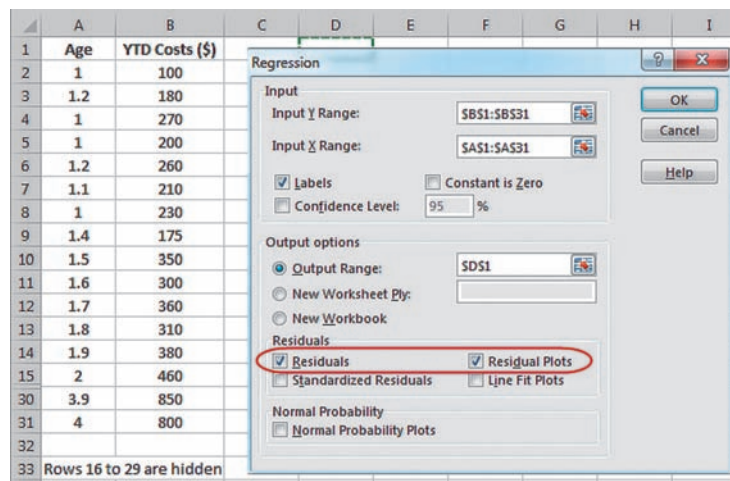 A B C D E F G H I
1 Age YTD Costs ($)
2 1 100
3 1.2 180
4 1 270
5 1 200
6 1.2 260
7 1.1 210
8 1 230
9 1.4 175
10 1.5 350
11 1.6 300
12 1.7 360
13 1.8 310
14 1.9 380
15 2 460
30 3.9 850
31 4 800
32
33 Rows 16 to 29 are hidden
Regression
?
X
Input
Input Y Range: $B$1:$B$31
Input X Range: $A$1:$A$31
Labels Constant is Zero
Confidence Level: 95 %
OK
Cancel
Help
Output options
Output Range: $D$1
New Worksheet Ply:
New Workbook
Residuals
Residuals Residual Plots
Standardized Residuals Line Fit Plots
Normal Probability
Normal Probability Plots